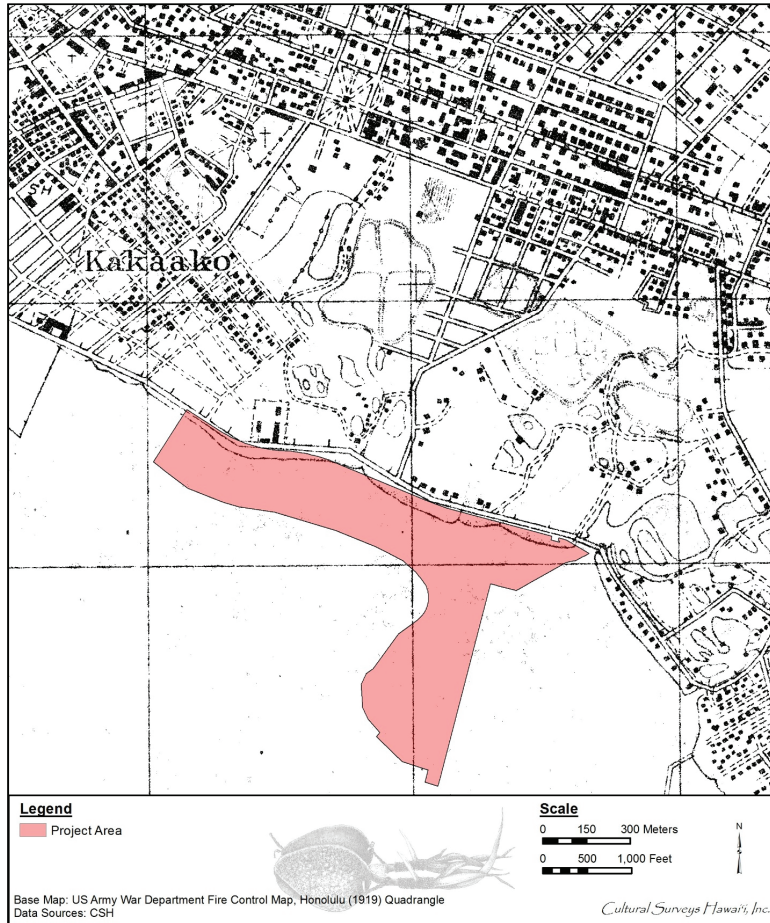 SH
Kakaako
Legend
Project Area
Scale
0 150 300 Meters
0 500 1,000 Feet
N
Base Map: US Army War Department Fire Control Map, Honolulu (1919) Quadrangle
Data Sources: CSH
Cultural Surveys Hawai'i, Inc.